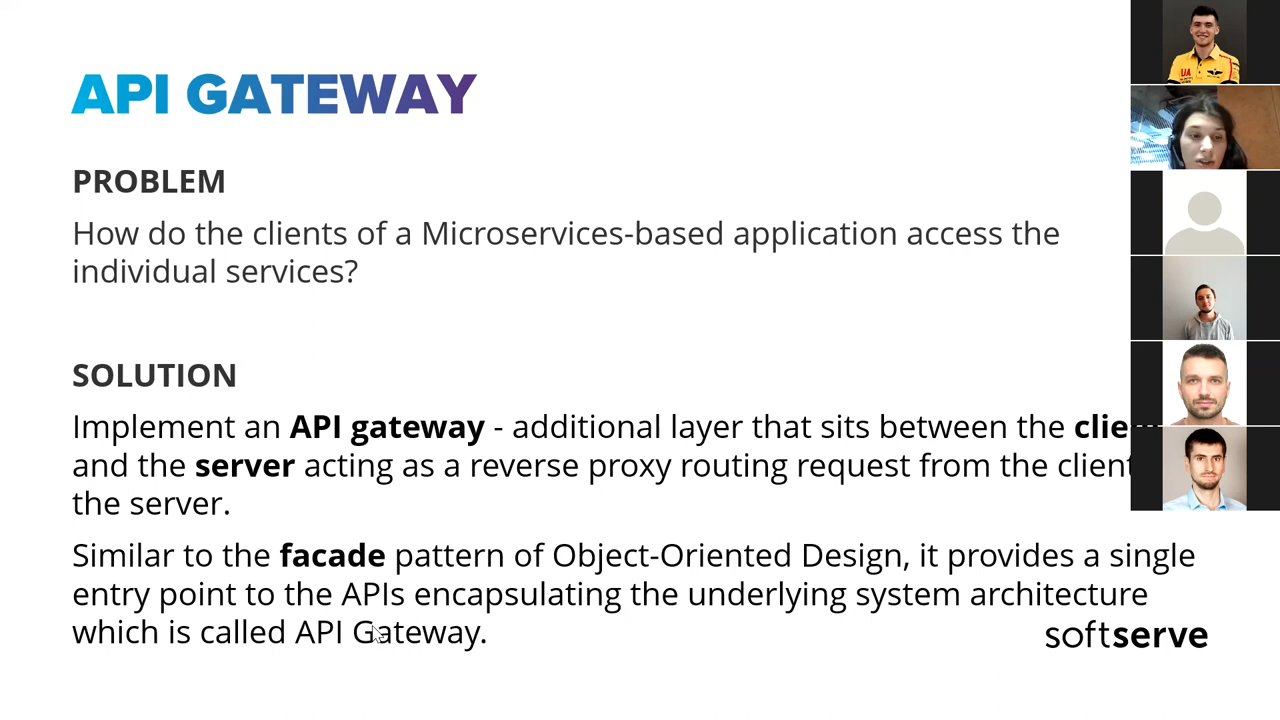 API GATEWAY
PROBLEM
How do the clients of a Microservices-based application access the
individual services?
SOLUTION
Implement an API gateway - additional layer that sits between the clie
and the server acting as a reverse proxy routing request from the client
the server.
Similar to the facade pattern of Object-Oriented Design, it provides a single
entry point to the APIs encapsulating the underlying system architecture
which is called API Gateway.
softserve
UA